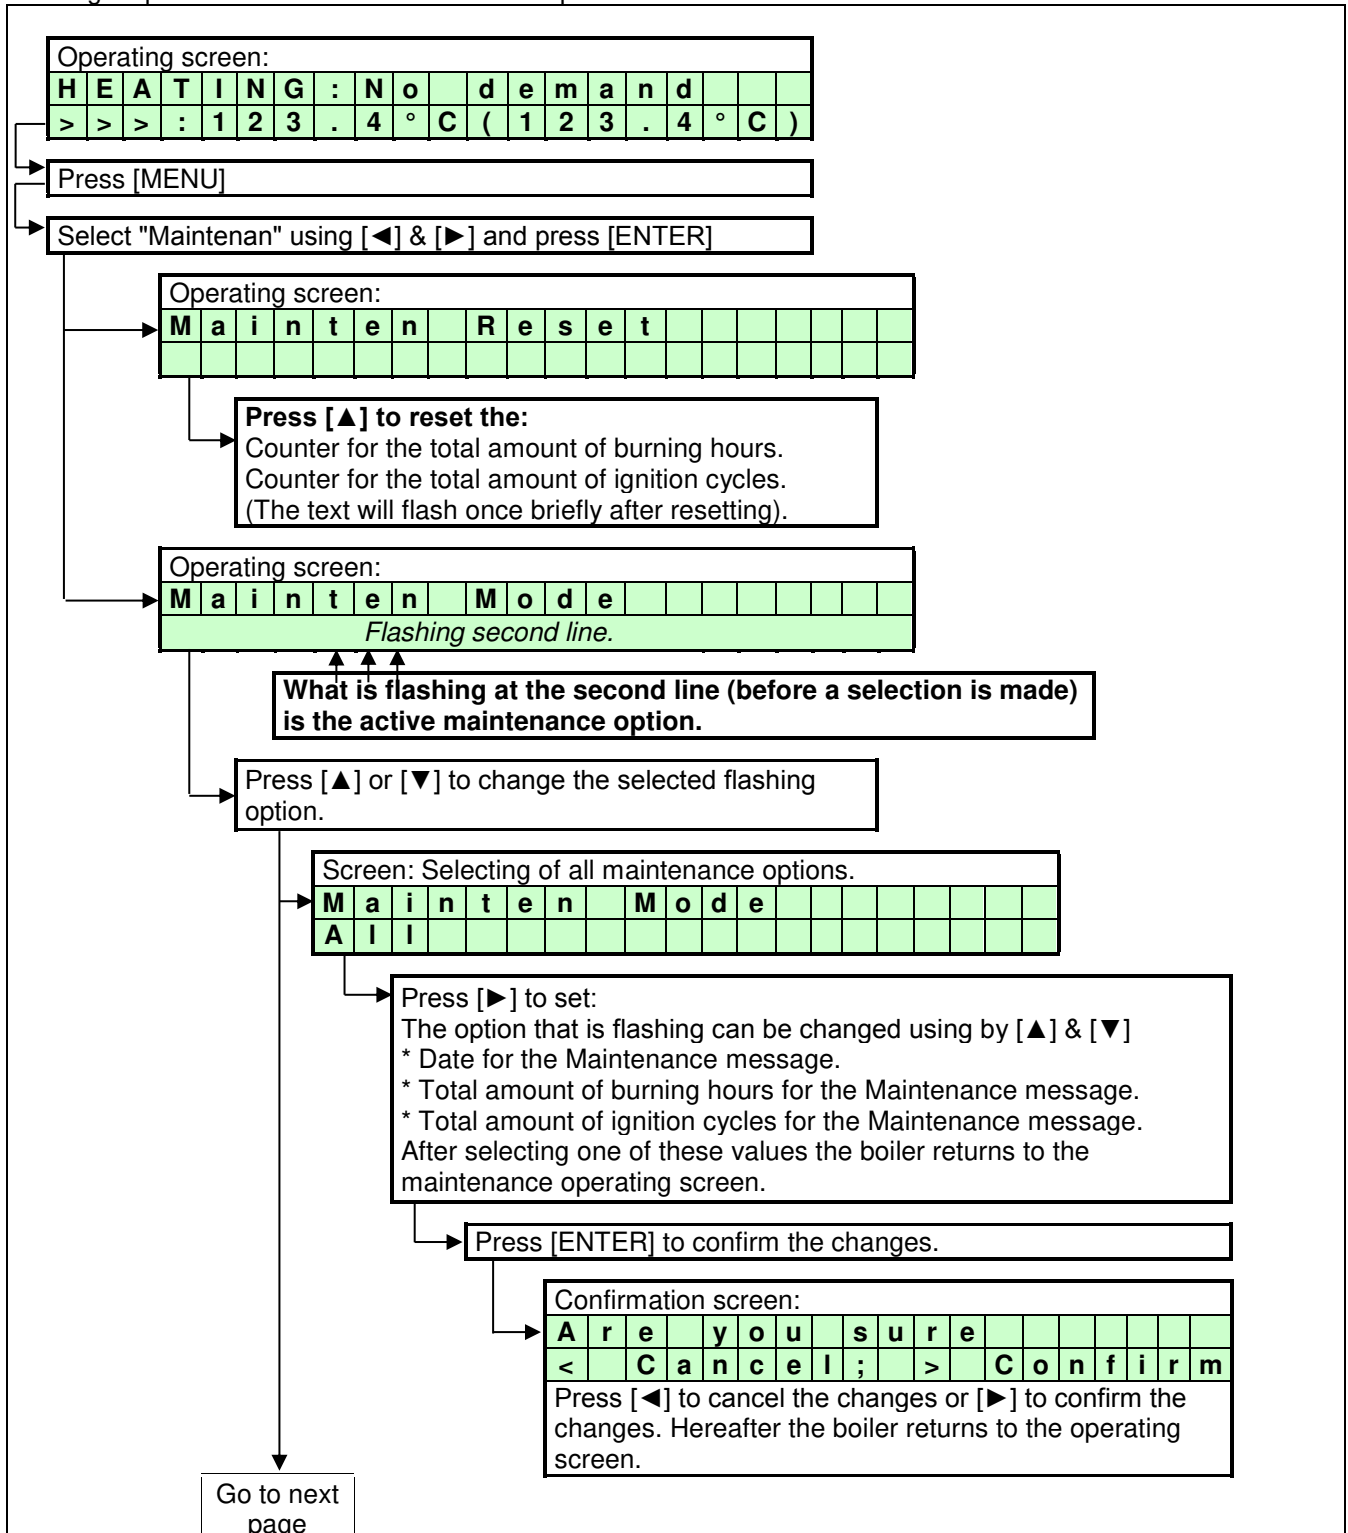 Operating screen:
HEATING:No demand
>>>:123.4°C(123.4°C)
Press [MENU]
Select "Maintenan" using [◄] & [►] and press [ENTER]
Operating screen:
Mainten Reset
Press [▲] to reset the:
Counter for the total amount of burning hours.
Counter for the total amount of ignition cycles.
(The text will flash once briefly after resetting).
Operating screen:
Mainten Mode
Flashing second line.
What is flashing at the second line (before a selection is made)
is the active maintenance option.
Press [▲] or [▼] to change the selected flashing
option.
Screen: Selecting of all maintenance options.
Mainten Mode
All
Press [►] to set:
The option that is flashing can be changed using by [▲] & [▼]
* Date for the Maintenance message.
* Total amount of burning hours for the Maintenance message.
* Total amount of ignition cycles for the Maintenance message.
After selecting one of these values the boiler returns to the
maintenance operating screen.
Press [ENTER] to confirm the changes.
Confirmation screen:
Are you sure
< Cancel; > Confirm
Press [◄] to cancel the changes or [►] to confirm the
changes. Hereafter the boiler returns to the operating
screen.
Go to next
page